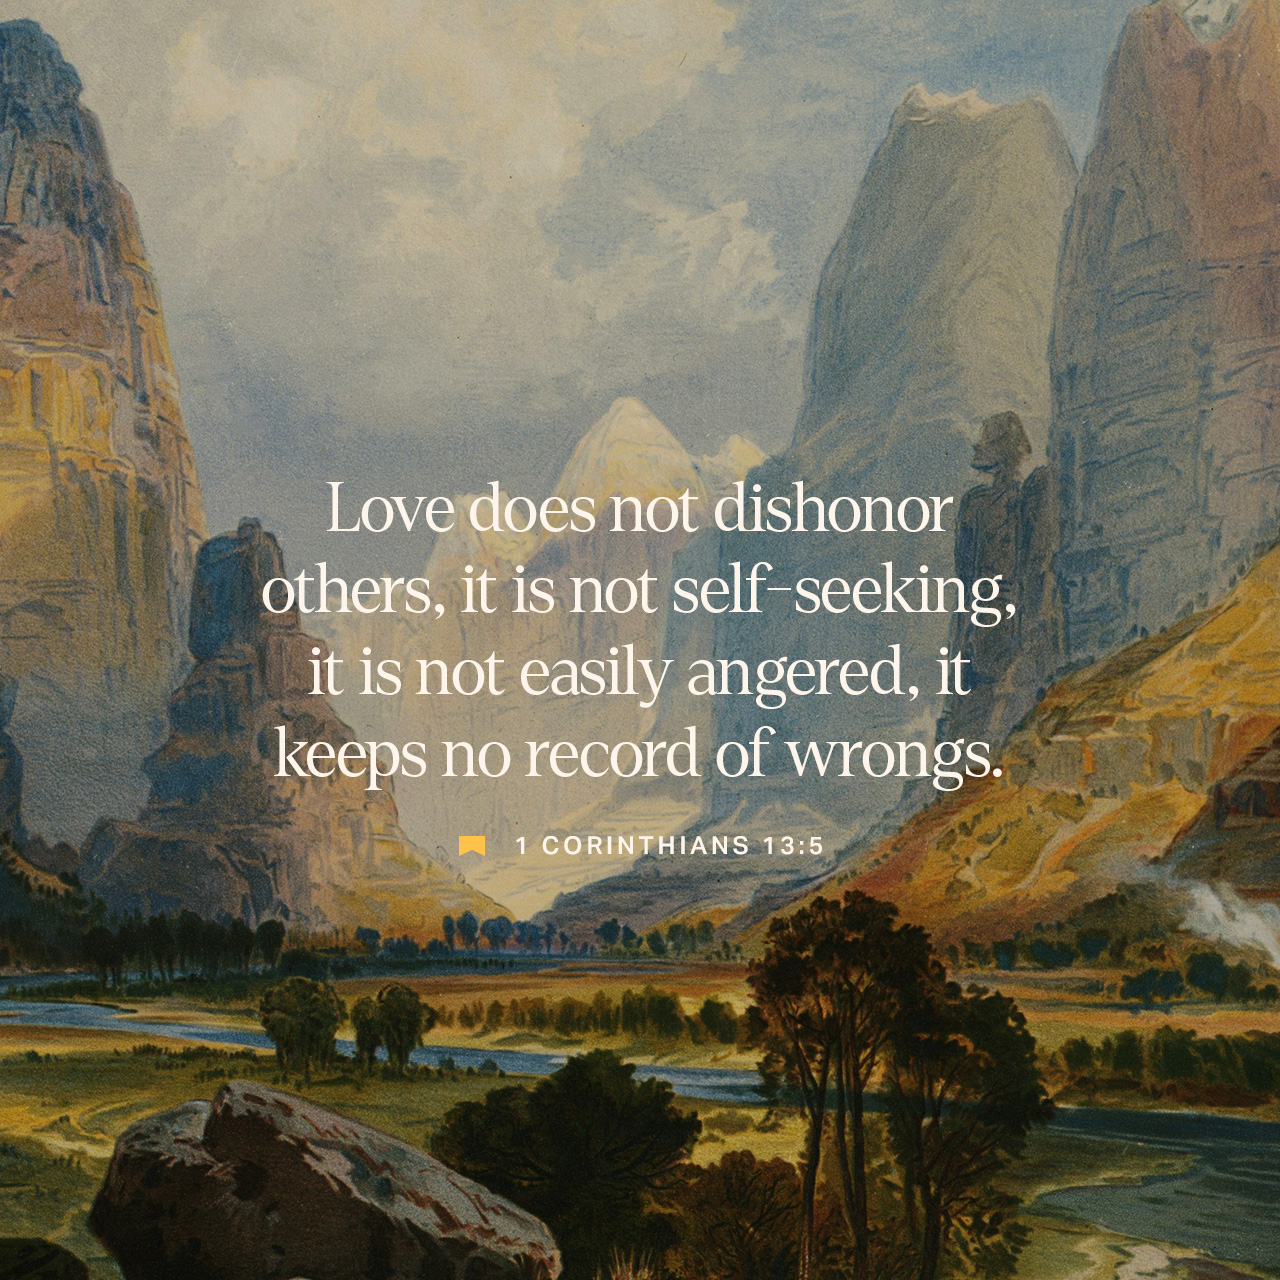 Love does not dishonor
others, it is not self-seeking,
it is not easily angered, it
keeps no record of wrongs.
1 CORINTHIANS 13:5